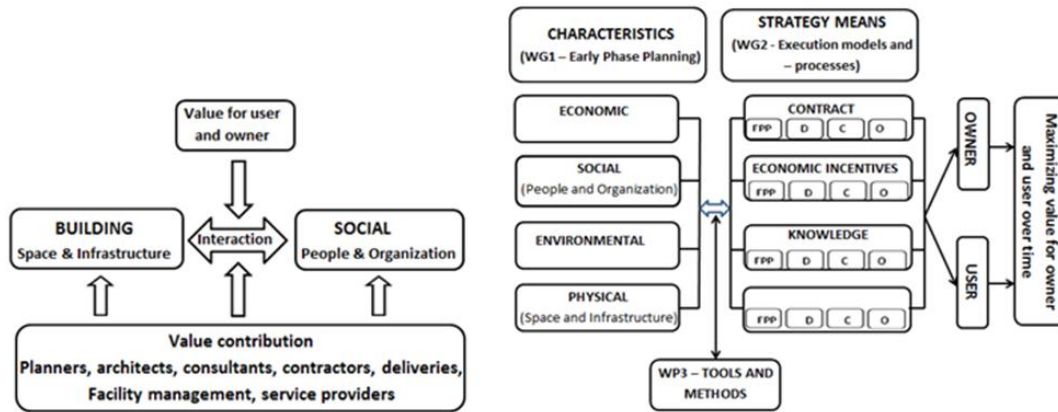 Value for user
and owner
BUILDING
Space & Infrastructure
Interaction
SOCIAL
People & Organization
Value contribution
Planners, architects, consultants, contractors, deliveries,
Facility management, service providers
CHARACTERISTICS
(WG1 – Early Phase Planning)
STRATEGY MEANS
(WG2 - Execution models and
– processes)
ECONOMIC
SOCIAL
(People and Organization)
ENVIRONMENTAL
PHYSICAL
(Space and Infrastructure)
CONTRACT
FPP D C O
ECONOMIC INCENTIVES
FPP D C O
KNOWLEDGE
FPP D C O
FPP D C O
WP3 – TOOLS AND
METHODS
OWNER
USER
Maximizing value for owner
and user over time